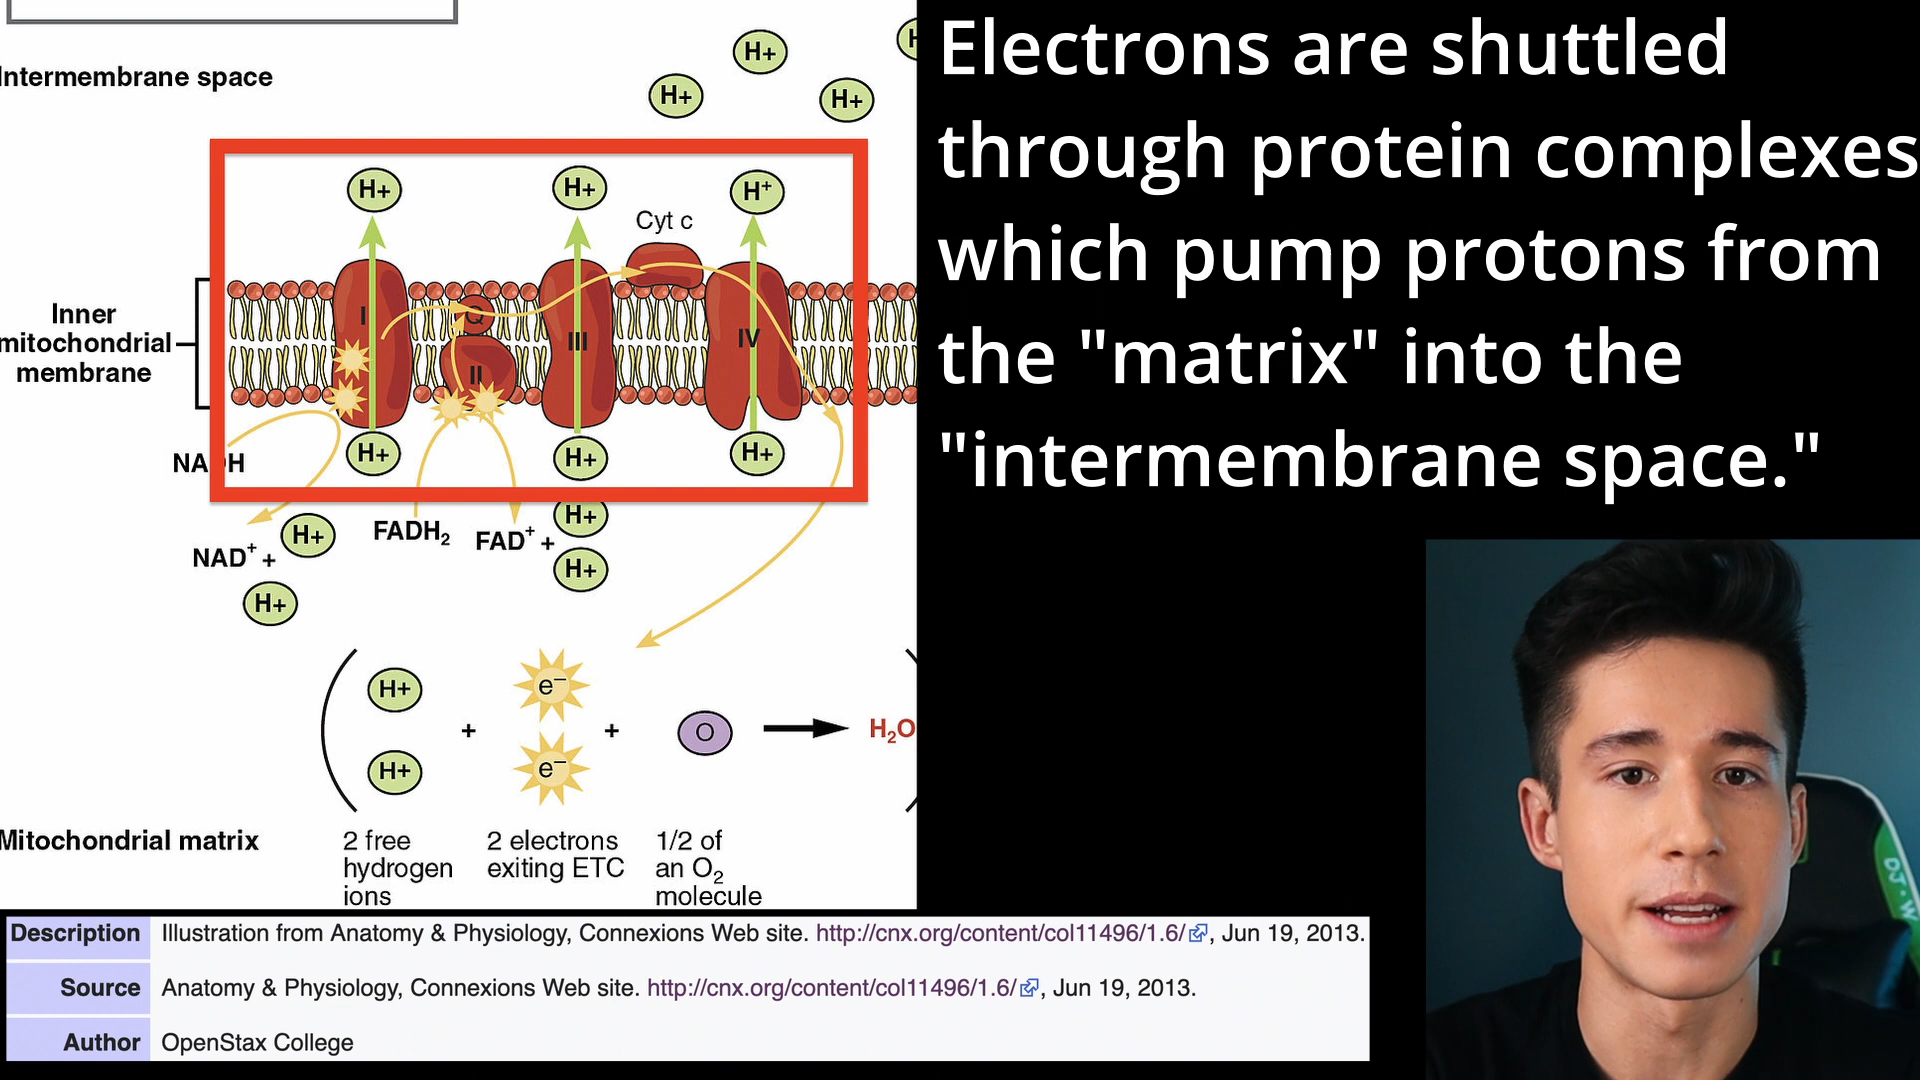 Electrons are shuttled
through protein complexes
which pump protons from
the "matrix" into the
"intermembrane space."
H+
H+
H+
Intermembrane space
H+
H+
H⁺
Cyt c
Inner
mitochondrial
membrane
I
Q
II
III
IV
H+
H+
H+
NADH
H+
FADH₂
FAD⁺ +
H+
NAD⁺ +
H+
H+
H+
e⁻
+
+
O
H₂O
H+
e⁻
Mitochondrial matrix
2 free
hydrogen
ions
2 electrons
exiting ETC
1/2 of
an O₂
molecule
Description Illustration from Anatomy & Physiology, Connexions Web site. http://cnx.org/content/col11496/1.6/, Jun 19, 2013.
Source Anatomy & Physiology, Connexions Web site. http://cnx.org/content/col11496/1.6/, Jun 19, 2013.
Author OpenStax College